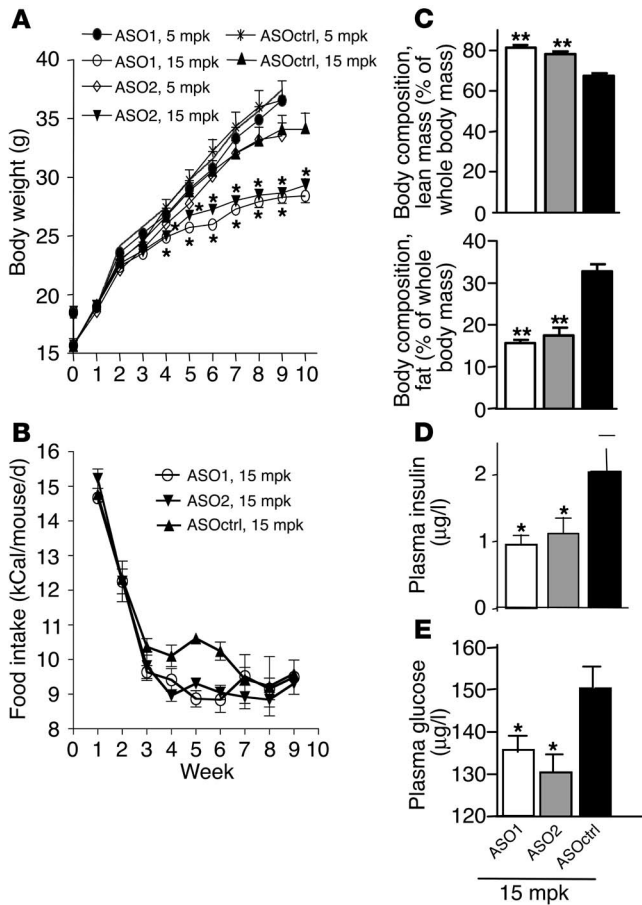 A
ASO1, 5 mpk
ASO1, 15 mpk
ASO2, 5 mpk
ASO2, 15 mpk
ASOctrl, 5 mpk
ASOctrl, 15 mpk
Body weight (g)
40
35
30
25
20
15
* * * * * * * * * * * *
0 1 2 3 4 5 6 7 8 9 10
B
ASO1, 15 mpk
ASO2, 15 mpk
ASOctrl, 15 mpk
Food intake (kCal/mouse/d)
16
15
14
13
12
11
10
9
8
0 1 2 3 4 5 6 7 8 9 10
Week
C
Body composition,
lean mass (% of
whole body mass)
80
60
40
20
0
** **
Body composition,
fat (% of whole
body mass)
40
30
20
10
0
** **
D
Plasma insulin
(μg/l)
2
1
0
* *
E
Plasma glucose
(μg/l)
160
150
140
130
120
* *
ASO1
ASO2
ASOctrl
15 mpk